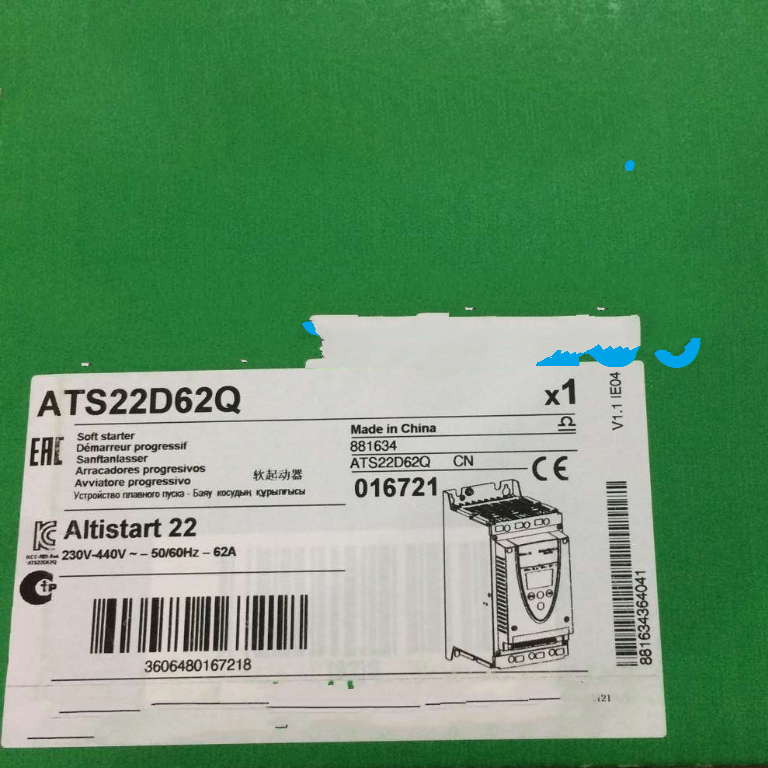 ATS22D62Q
x1
Soft starter
Démarreur progressif
Sanftanlasser
Arracadores progresivos
Avviatore progressivo
软起动器
Устройство плавного пуска - Баяу қосудың құрылғысы
Made in China
881634
ATS22D62Q CN
016721
CE
EAC
V1.1 IE04
Altistart 22
230V-440V ~ – 50/60Hz – 62A
3606480167218
881634364041